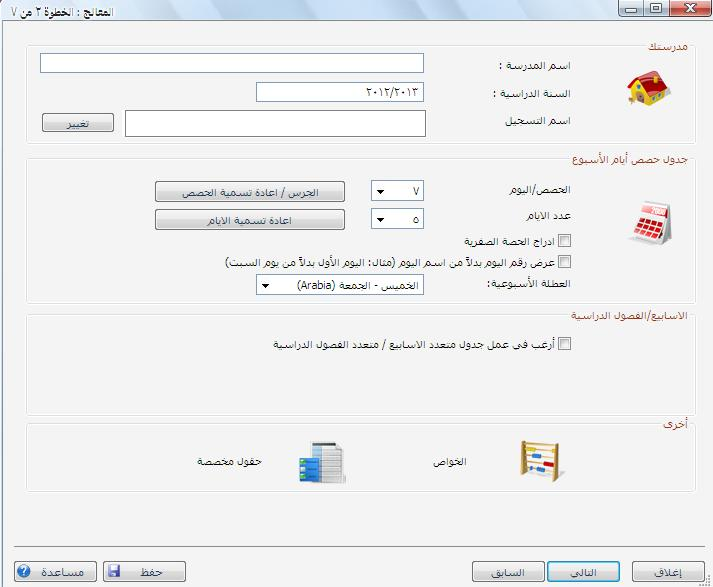 المعالج : الخطوة ٢ من ٧
مدرستك
اسم المدرسة :
السنة الدراسية : ٢٠١٢/٢٠١٣
اسم التسجيل
تغيير
جدول حصص أيام الأسبوع
الحصص/اليوم ٧ الجرس / اعادة تسمية الحصص
عدد الايام ٥ اعادة تسمية الايام
ادراج الحصة الصفرية
عرض رقم اليوم بدلاً من اسم اليوم (مثال: اليوم الأول بدلاً من يوم السبت)
العطلة الأسبوعية: الخميس - الجمعة (Arabia)
الاسابيع/الفصول الدراسية
أرغب فى عمل جدول متعدد الاسابيع / متعدد الفصول الدراسية
أخرى
الخواص حقول مخصصة
إغلاق التالي السابق حفظ مساعدة